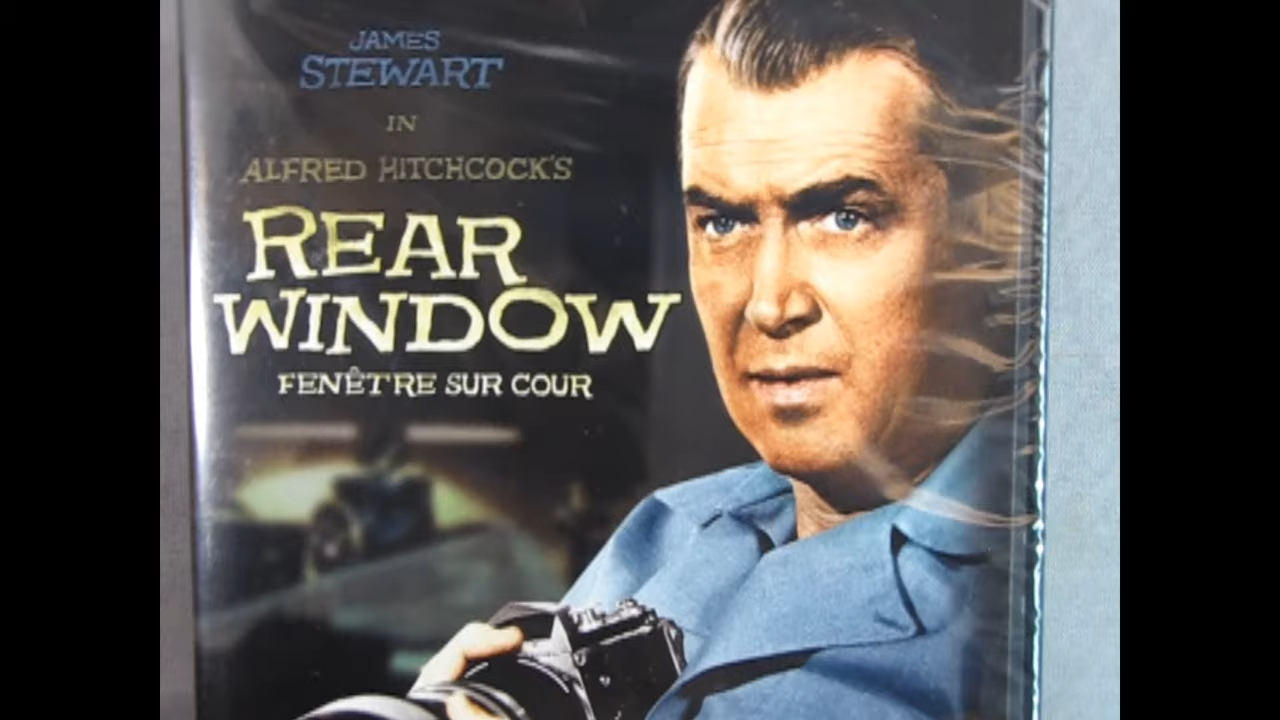 JAMES
STEWART
IN
ALFRED HITCHCOCK'S
REAR
WINDOW
FENÊTRE SUR COUR